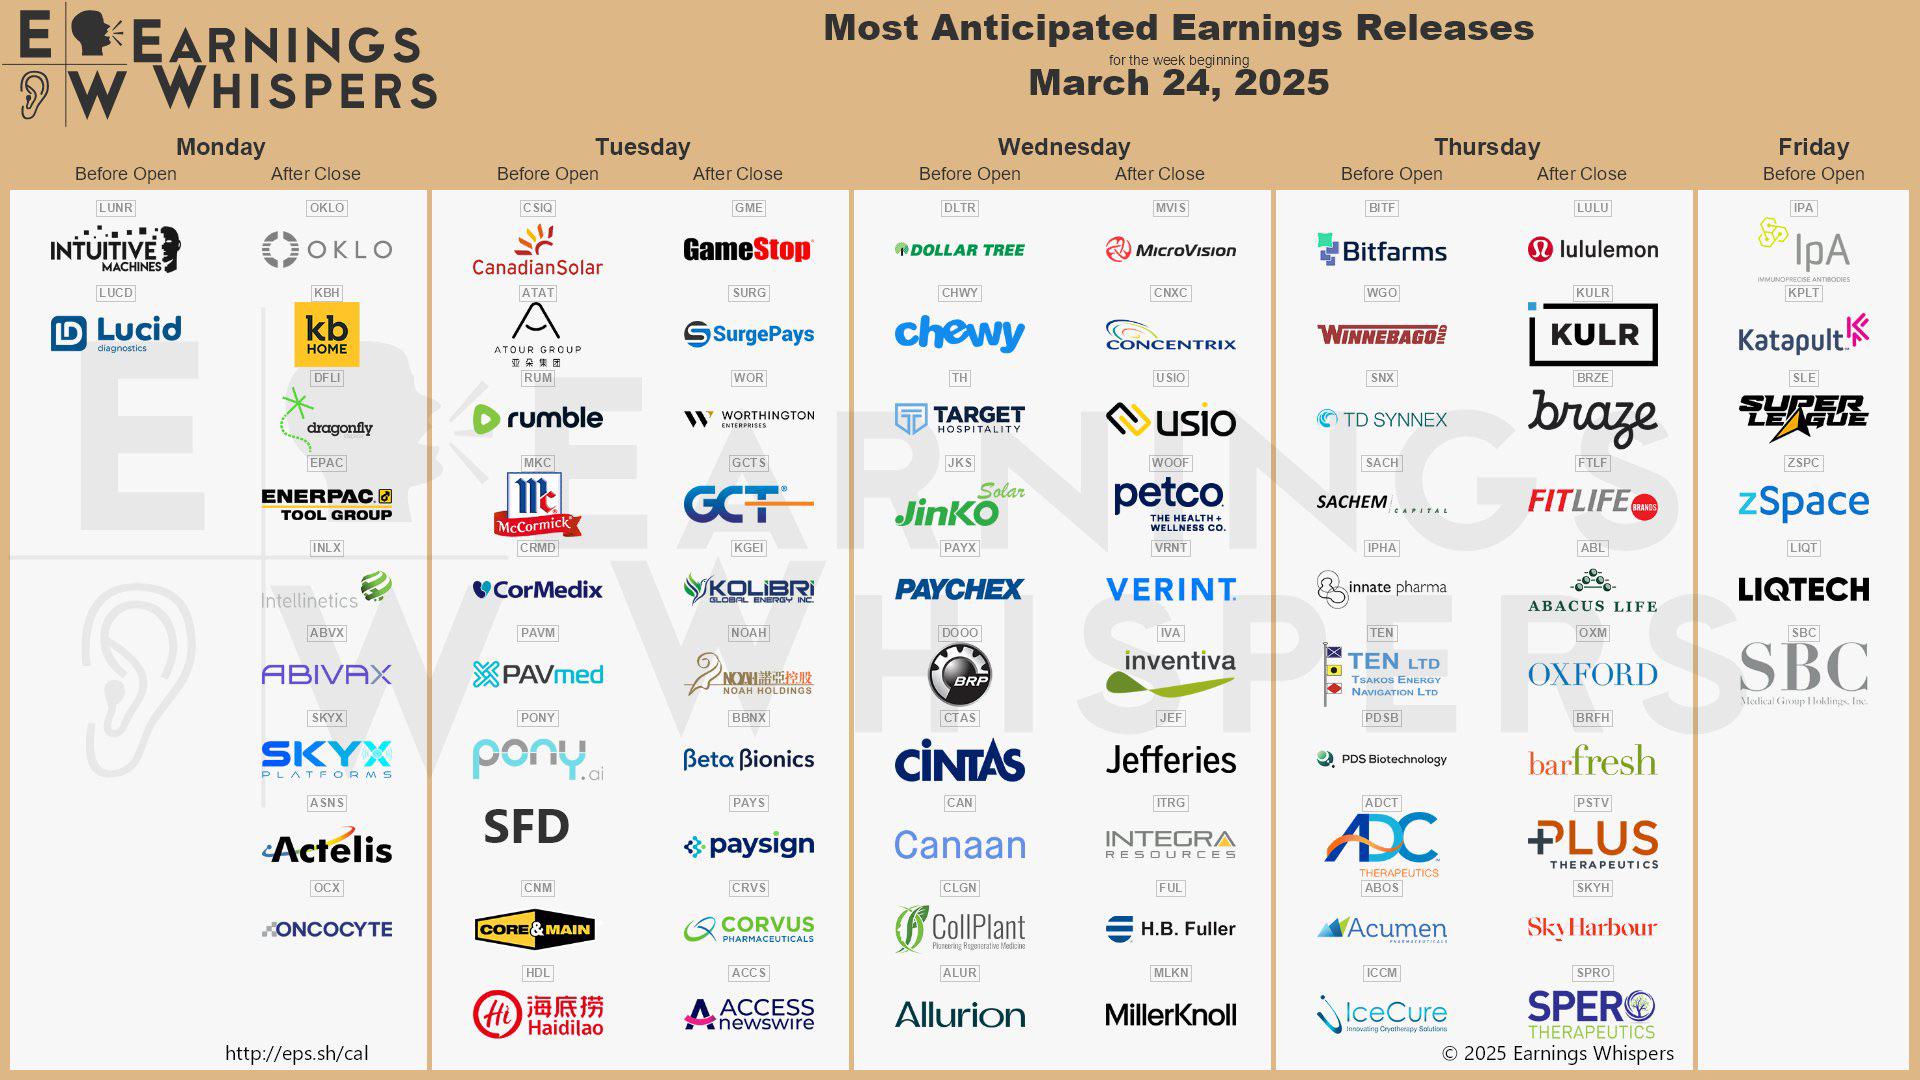 E
EARNINGS
W
WHISPERS
Most Anticipated Earnings Releases
for the week beginning
March 24, 2025
Monday
Before Open
After Close
Tuesday
Before Open
After Close
Wednesday
Before Open
After Close
Thursday
Before Open
After Close
Friday
Before Open
LUNR
INTUITIVE
MACHINES
LUCD
LD Lucid
diagnostics
OKLO
OKLO
KBH
kb
HOME
DFLI
dragonfly
EPAC
ENERPAC
TOOL GROUP
INLX
Intellinetics
ABVX
ABIVAX
SKYX
SKYX
PLATFORMS
ASNS
Actelis
OCX
ONCOCYTE
CSIQ
CanadianSolar
ATAT
ATOUR GROUP
亚朵集团
RUM
rumble
MKC
Mc
McCormick®
CRMD
CorMedix
PAVM
PAVmed
PONY
pony.ai
SFD
CNM
CORE&MAIN
HDL
Hi 海底捞
Haidilao
GME
GameStop
SURG
SurgePays
WOR
WORTHINGTON
ENTERPRISES
GCTS
GCT®
KGEI
KOLIBRI
GLOBAL ENERGY INC.
NOAH
NOAH 諾亞控股
NOAH HOLDINGS
BBNX
βeta βionics
PAYS
paysign
CRVS
CORVUS
PHARMACEUTICALS
ACCS
ACCESS
newswire
DLTR
DOLLAR TREE
CHWY
chewy
TH
TARGET
HOSPITALITY
JKS
Solar
JinKO
PAYX
PAYCHEX
DOOO
BRP
CTAS
CINTAS
CAN
Canaan
CLGN
CollPlant
Pioneering Regenerative Medicine
ALUR
Allurion
MVIS
MicroVision
CNXC
CONCENTRIX
USIO
usio
WOOF
petco
THE HEALTH +
WELLNESS CO.
VRNT
VERINT
IVA
inventiva
JEF
Jefferies
ITRG
INTEGRA
RESOURCES
FUL
H.B. Fuller
MLKN
MillerKnoll
BITF
Bitfarms
WGO
WINNEBAGO IND
SNX
TD SYNNEX
SACH
SACHEM
CAPITAL
IPHA
innate pharma
TEN
TEN LTD
TSAKOS ENERGY
NAVIGATION LTD
PDSB
PDS Biotechnology
ADCT
ADC
THERAPEUTICS
ABOS
Acumen
PHARMACEUTICALS
ICCM
IceCure
Innovating Cryotherapy Solutions
LULU
lululemon
KULR
KULR
BRZE
braze
FTLF
FITLIFE BRANDS
ABL
ABACUS LIFE
OXM
OXFORD
BRFH
barfresh
PSTV
+PLUS
THERAPEUTICS
SKYH
SkyHarbour
SPRO
SPERO
THERAPEUTICS
IPA
IpA
IMMUNOPRECISE ANTIBODIES
KPLT
Katapult
SLE
SUPER
LEAGUE
ZSPC
zSpace
LIQT
LIQTECH
SBC
SBC
Medical Group Holdings, Inc.
http://eps.sh/cal
© 2025 Earnings Whispers